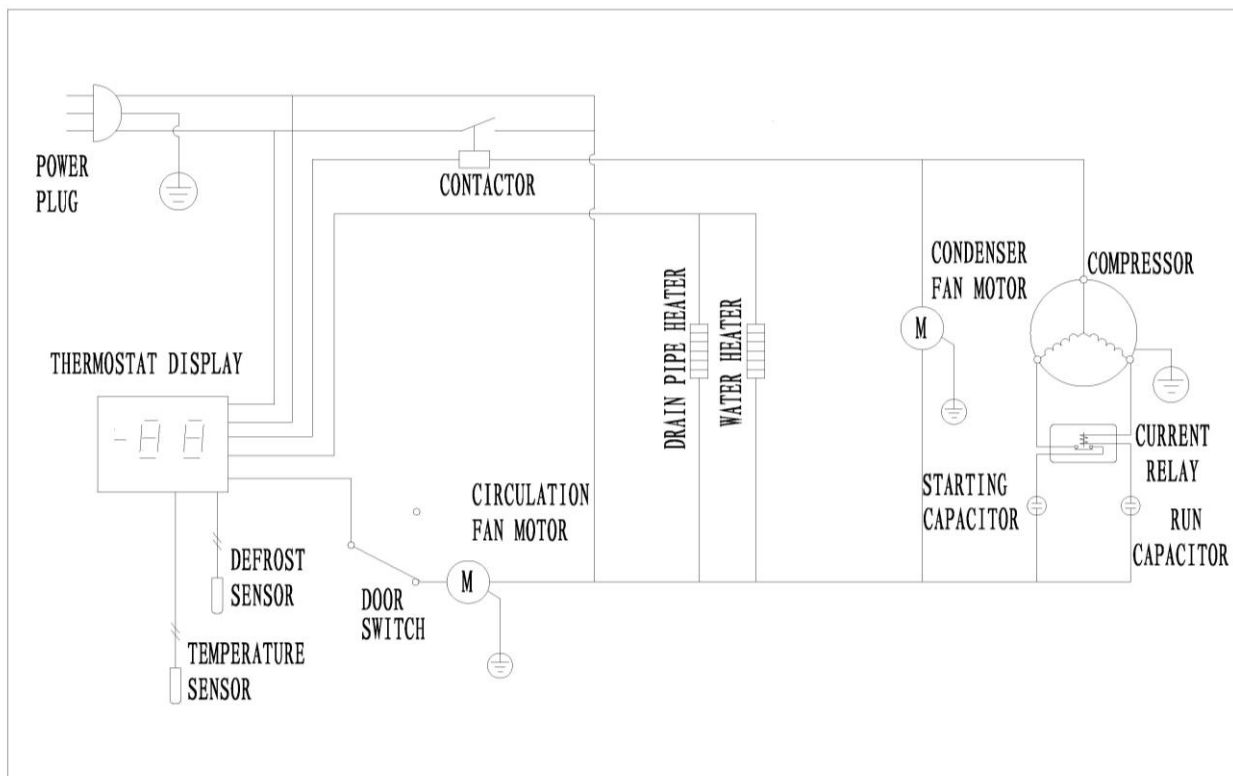 POWER
PLUG
CONTACTOR
CONDENSER
FAN MOTOR
COMPRESSOR
DRAIN PIPE HEATER
WATER HEATER
M
THERMOSTAT DISPLAY
-88
CURRENT
RELAY
STARTING
CAPACITOR
RUN
CAPACITOR
CIRCULATION
FAN MOTOR
DEFROST
SENSOR
DOOR
SWITCH
M
TEMPERATURE
SENSOR